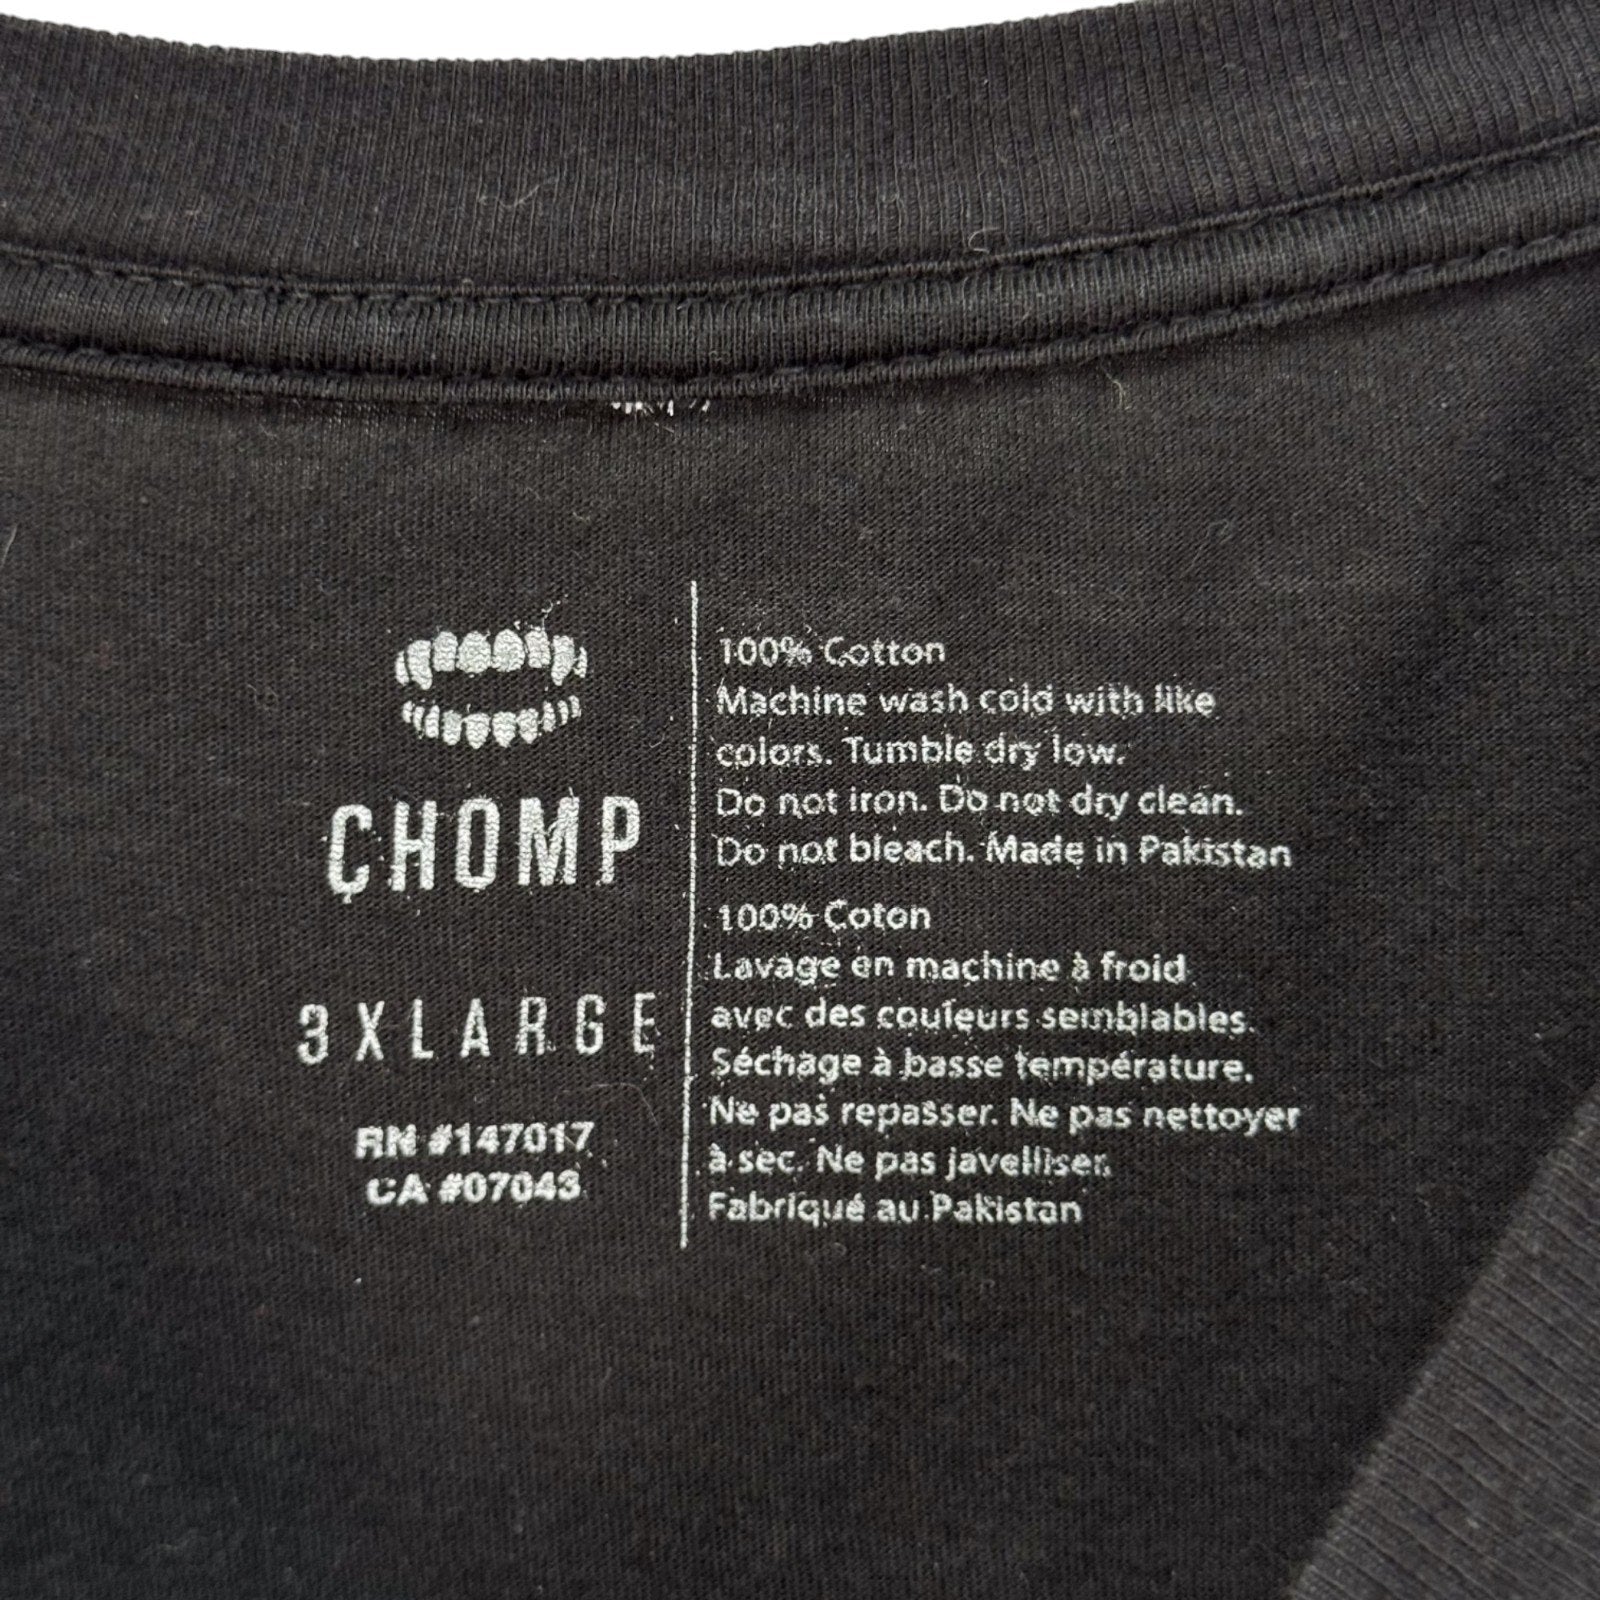 CHOMP
3XLARGE
RN #147017
CA #07043
100% Cotton
Machine wash cold with like
colors. Tumble dry low.
Do not iron. Do not dry clean.
Do not bleach. Made in Pakistan
100% Coton
Lavage en machine à froid
avec des couleurs semblables.
Séchage à basse température.
Ne pas repasser. Ne pas nettoyer
à sec. Ne pas javelliser.
Fabriqué au Pakistan